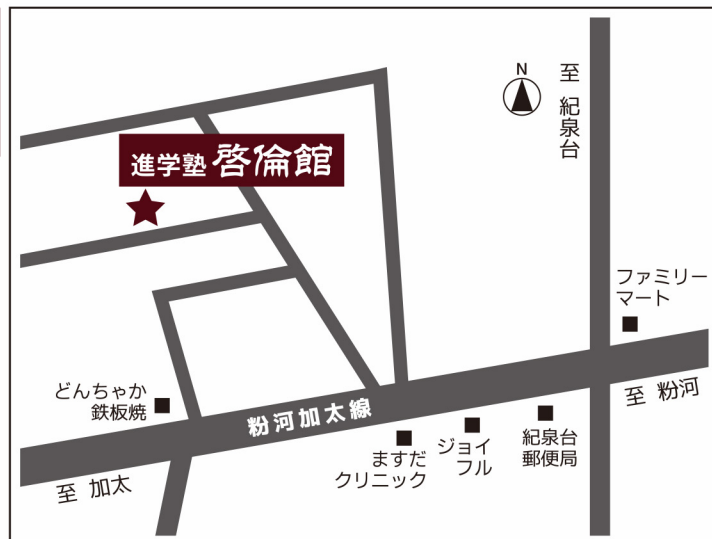 N
至 紀泉台
進学塾 啓倫館
ファミリー
マート
どんちゃか
鉄板焼
粉河加太線
至 粉河
ますだ
クリニック
ジョイ
フル
紀泉台
郵便局
至 加太